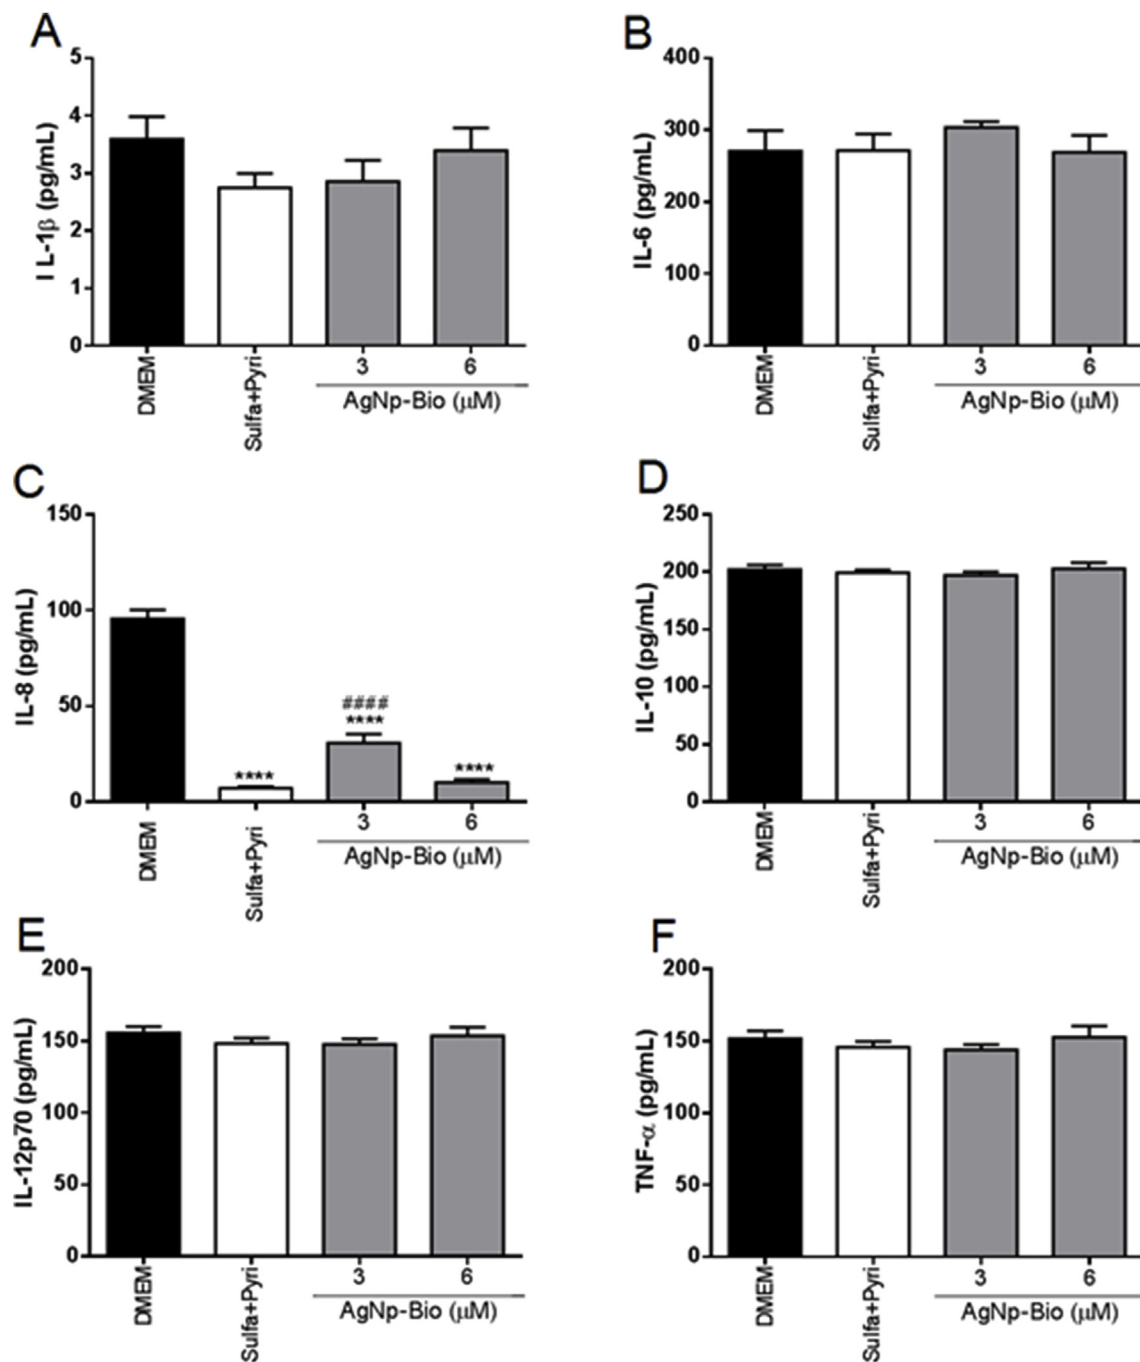 A
I L-1β (pg/mL)
5
4
3
2
1
0
DMEM
Sulfa+Pyri
3
6
AgNp-Bio (μM)
B
IL-6 (pg/mL)
400
300
200
100
0
DMEM
Sulfa+Pyri
3
6
AgNp-Bio (μM)
C
IL-8 (pg/mL)
150
100
50
0
####
****
****
****
DMEM
Sulfa+Pyri
3
6
AgNp-Bio (μM)
D
IL-10 (pg/mL)
250
200
150
100
50
0
DMEM
Sulfa+Pyri
3
6
AgNp-Bio (μM)
E
IL-12p70 (pg/mL)
200
150
100
50
0
DMEM
Sulfa+Pyri
3
6
AgNp-Bio (μM)
F
TNF-α (pg/mL)
200
150
100
50
0
DMEM
Sulfa+Pyri
3
6
AgNp-Bio (μM)